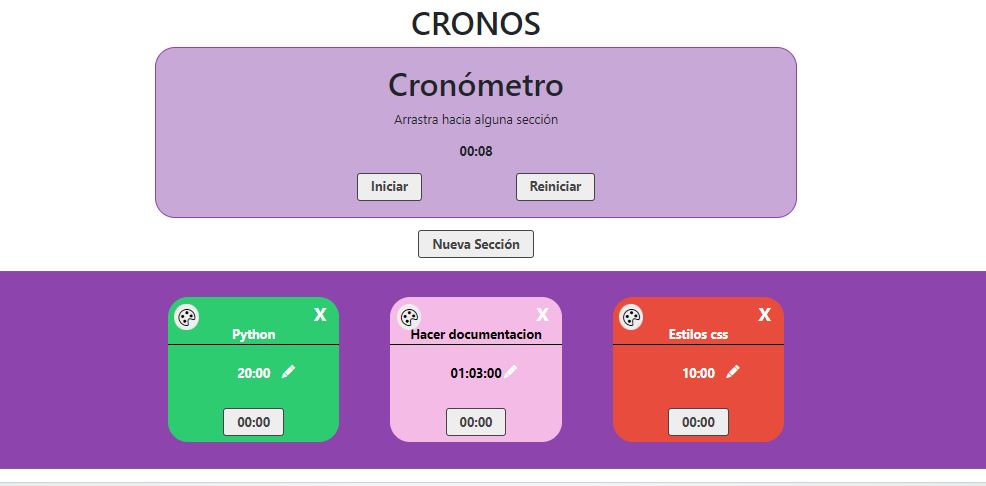 CRONOS
Cronómetro
Arrastra hacia alguna sección
00:08
Iniciar Reiniciar
Nueva Sección
X X X
Python Hacer documentacion Estilos css
20:00 01:03:00 10:00
00:00 00:00 00:00